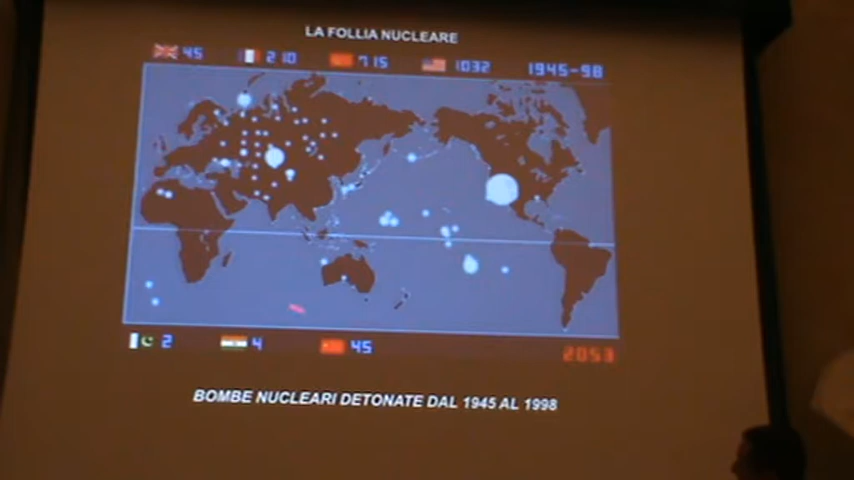 LA FOLLIA NUCLEARE
45 210 715 1032 1945-98
2 4 45 2053
BOMBE NUCLEARI DETONATE DAL 1945 AL 1998